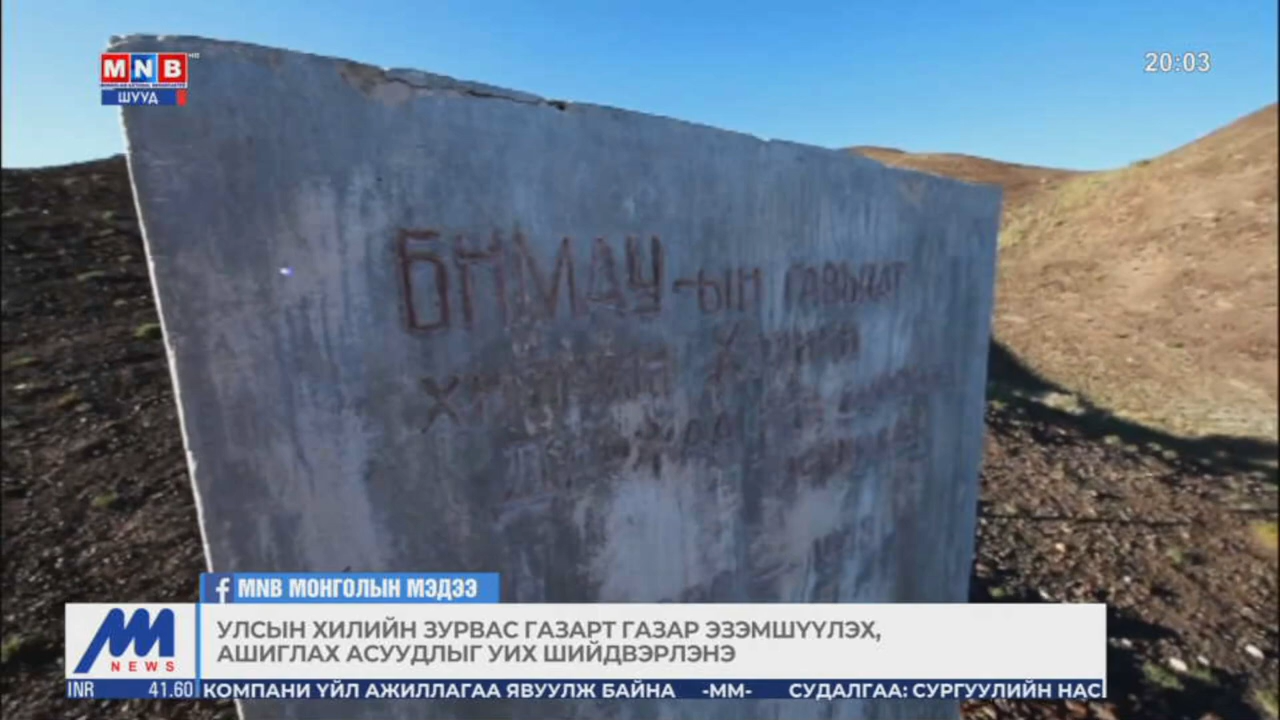 MNB
ШУУД
20:03
БНМАУ-ЫН ГАВЬЯАТ
MNB МОНГОЛЫН МЭДЭЭ
УЛСЫН ХИЛИЙН ЗУРВАС ГАЗАРТ ГАЗАР ЭЗЭМШҮҮЛЭХ,
АШИГЛАХ АСУУДЛЫГ УИХ ШИЙДВЭРЛЭНЭ
NEWS
INR 41.60 КОМПАНИ ҮЙЛ АЖИЛЛАГАА ЯВУУЛЖ БАЙНА -MM- СУДАЛГАА: СУРГУУЛИЙН НАС